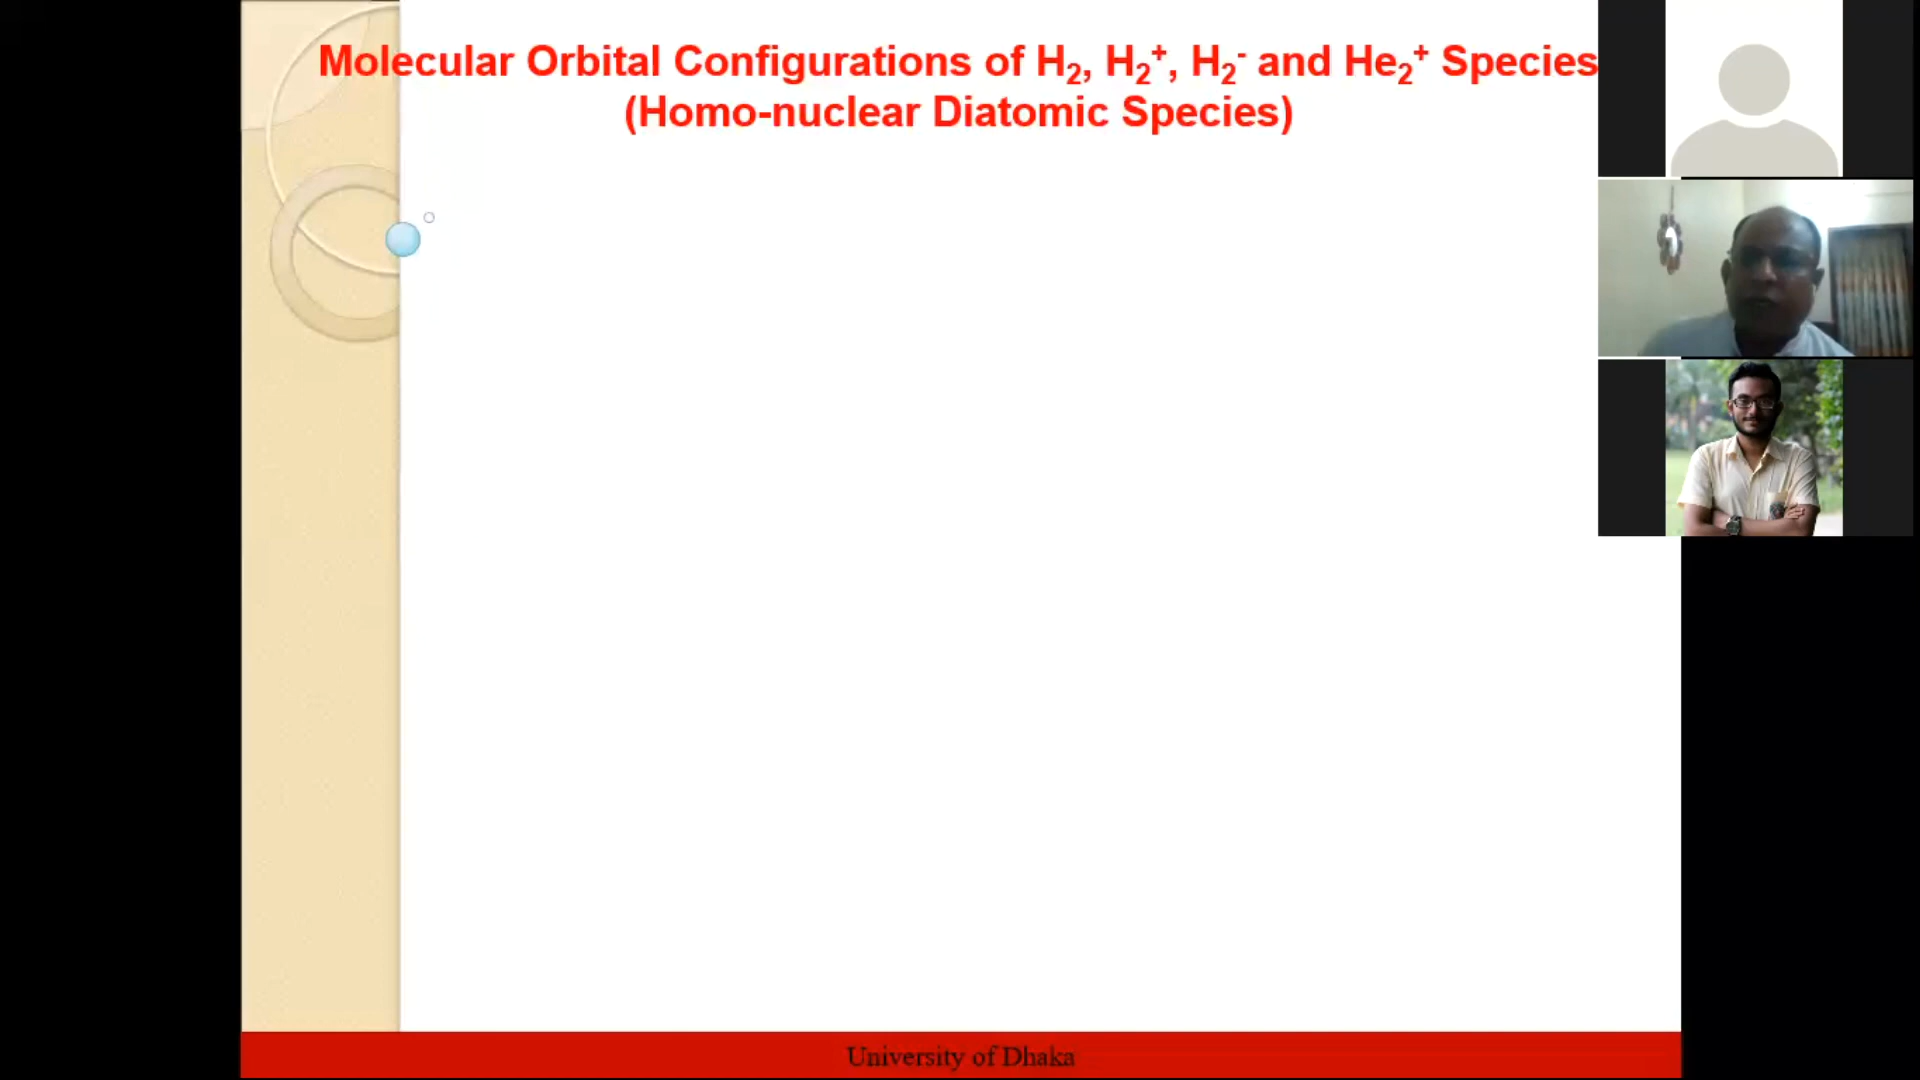 Molecular Orbital Configurations of H₂, H₂⁺, H₂⁻ and He₂⁺ Species
(Homo-nuclear Diatomic Species)
University of Dhaka